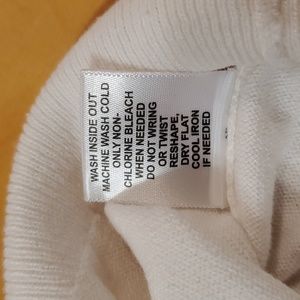 WASH INSIDE OUT
MACHINE WASH COLD
ONLY NON-
CHLORINE BLEACH
WHEN NEEDED
DO NOT WRING
OR TWIST
RESHAPE,
DRY FLAT
COOL IRON
IF NEEDED